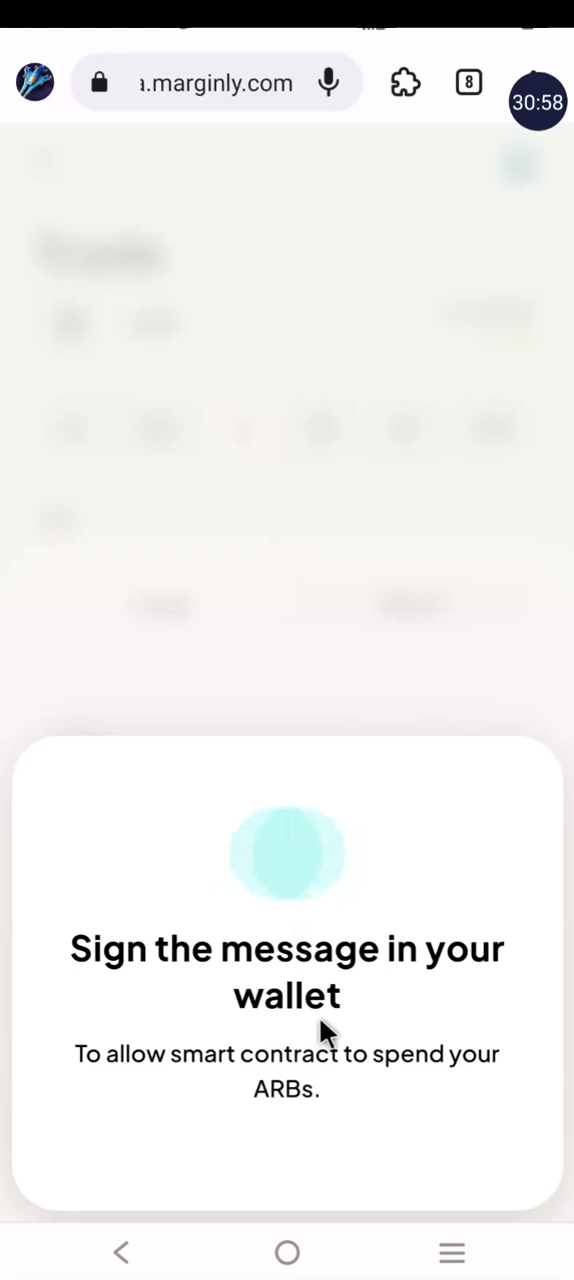 a.marginly.com
8
30:58
Sign the message in your
wallet
To allow smart contract to spend your
ARBs.